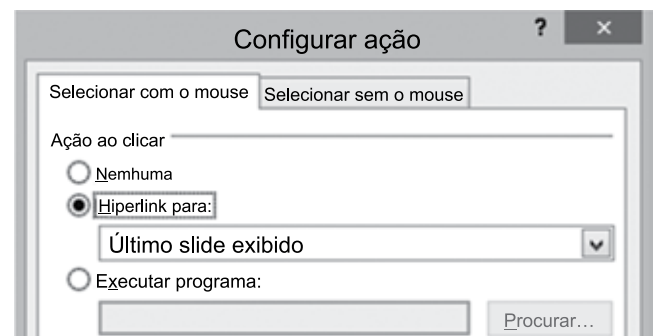 Configurar ação
? ×
Selecionar com o mouse Selecionar sem o mouse
Ação ao clicar
Nemhuma
Hiperlink para:
Último slide exibido
Executar programa:
Procurar...